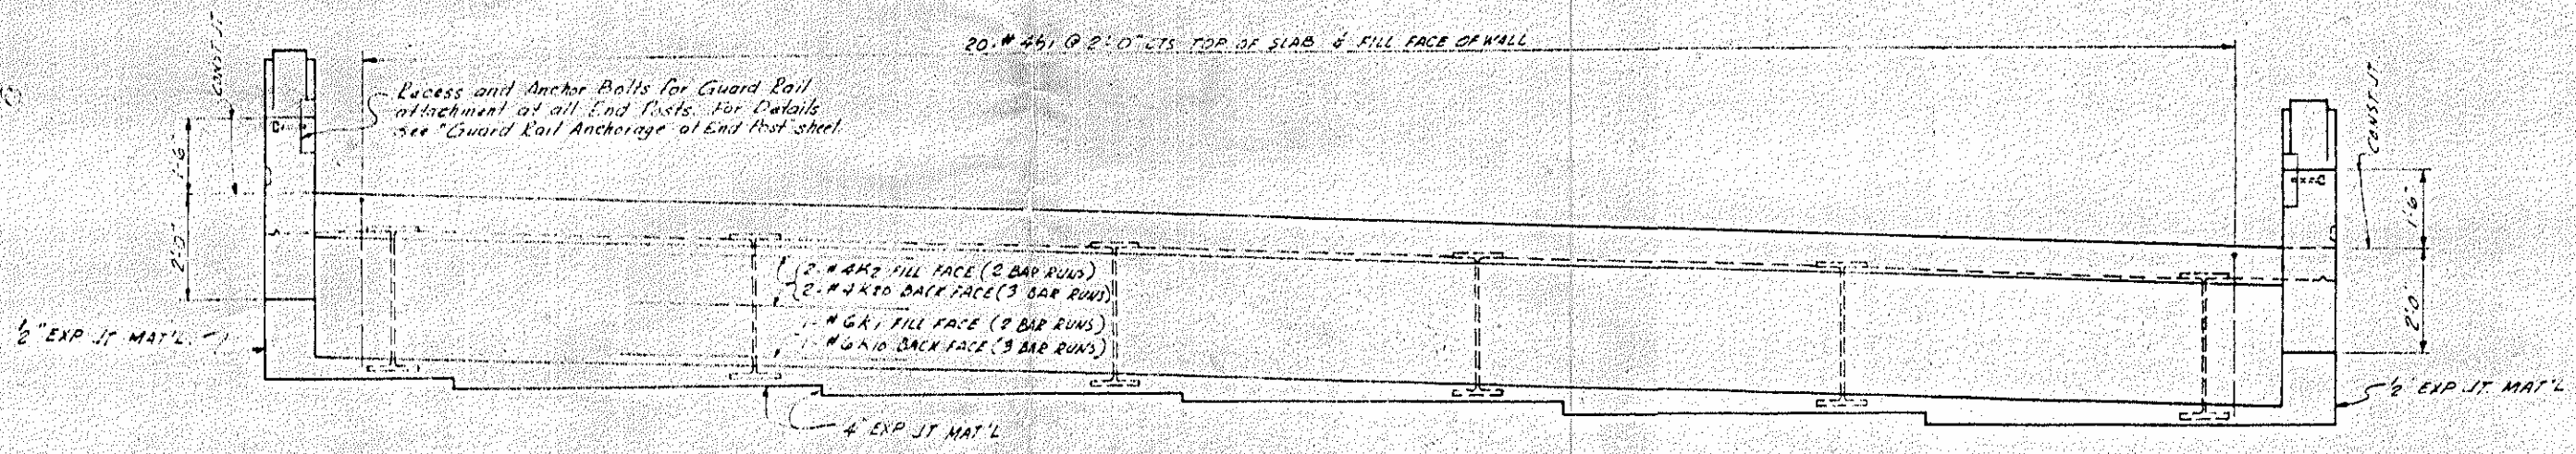 20-#4b1 @ 2'-0" CTS TOP OF SLAB & FILL FACE OF WALL
CONST JT
Recess and Anchor Bolts for Guard Rail
attachment at all End Posts. For Details
see "Guard Rail Anchorage at End Post" sheet.
1'-6"
2'-0"
1/2" EXP JT MAT'L
2-#4K2 FILL FACE (2 BAR RUNS)
2-#4K20 BACK FACE (3 BAR RUNS)
1-#6K1 FILL FACE (2 BAR RUNS)
1-#6K10 BACK FACE (3 BAR RUNS)
EXP JT MAT'L
CONST JT
1'-6"
2'-0"
1/2" EXP JT MAT'L